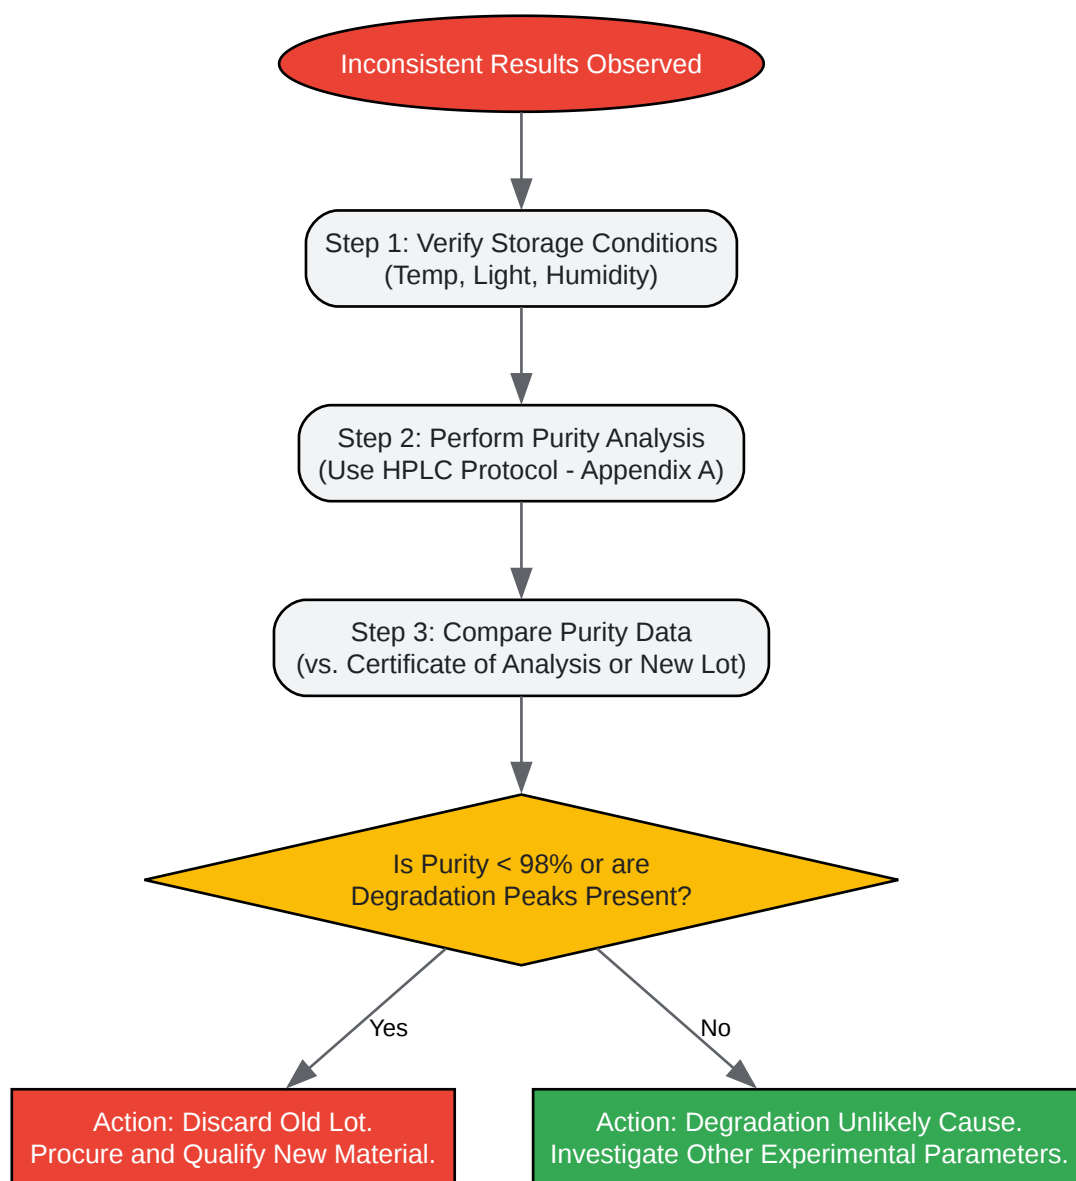 Inconsistent Results Observed
Step 1: Verify Storage Conditions
(Temp, Light, Humidity)
Step 2: Perform Purity Analysis
(Use HPLC Protocol - Appendix A)
Step 3: Compare Purity Data
(vs. Certificate of Analysis or New Lot)
Is Purity < 98% or are
Degradation Peaks Present?
Yes
No
Action: Discard Old Lot.
Procure and Qualify New Material.
Action: Degradation Unlikely Cause.
Investigate Other Experimental Parameters.